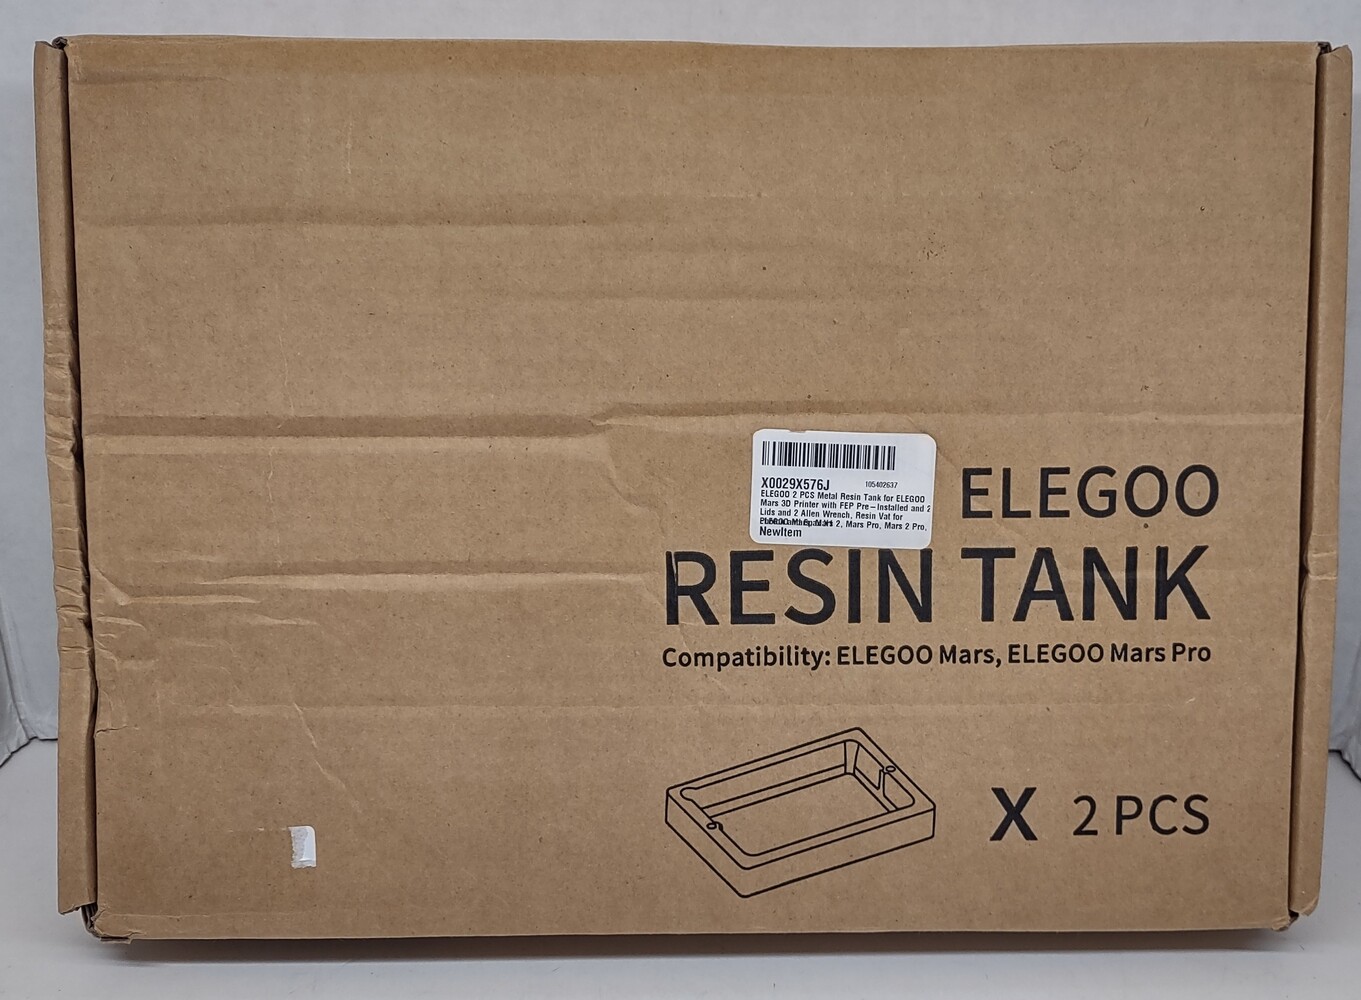 X0029X576J 105402637
ELEGOO 2 PCS Metal Resin Tank for ELEGOO
Mars 3D Printer with FEP Pre-Installed and 2
Lids and 2 Allen Wrench, Resin Vat for
2, Mars Pro, Mars 2 Pro,
NewItem
ELEGOO
RESIN TANK
Compatibility: ELEGOO Mars, ELEGOO Mars Pro
X 2 PCS